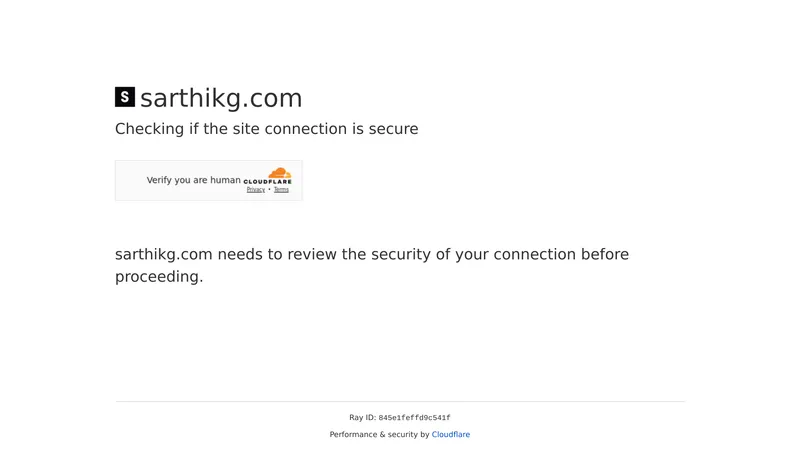 S sarthikg.com
Checking if the site connection is secure
Verify you are human CLOUDFLARE
Privacy • Terms
sarthikg.com needs to review the security of your connection before
proceeding.
Ray ID: 845e1feffd9c541f
Performance & security by Cloudflare